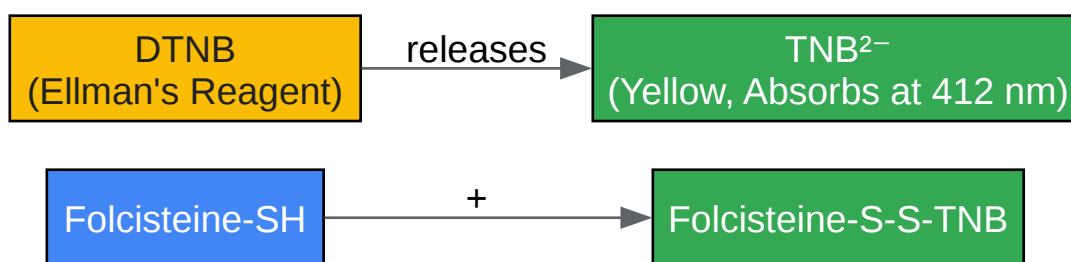 DTNB
(Ellman's Reagent)
releases
TNB²⁻
(Yellow, Absorbs at 412 nm)
Folcisteine-SH
+
Folcisteine-S-S-TNB